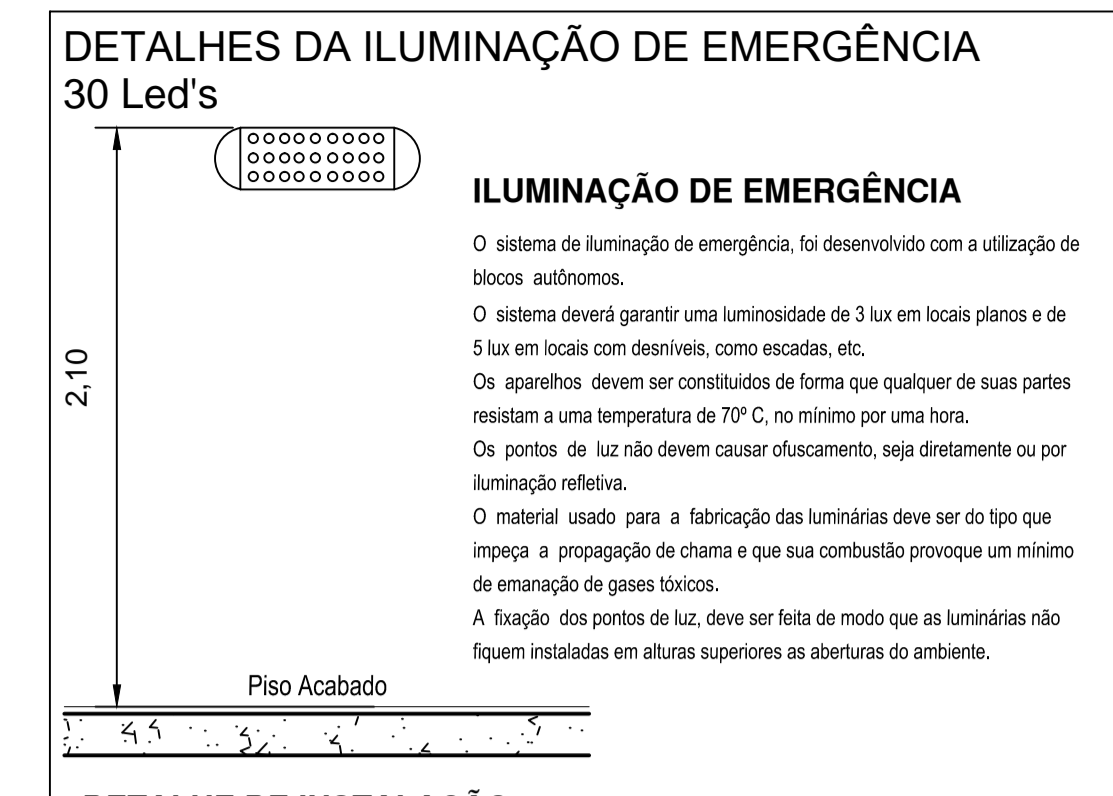 DETALHES DA ILUMINAÇÃO DE EMERGÊNCIA
30 Led's
ILUMINAÇÃO DE EMERGÊNCIA
O sistema de iluminação de emergência, foi desenvolvido com a utilização de
blocos autônomos.
O sistema deverá garantir uma luminosidade de 3 lux em locais planos e de
5 lux em locais com desníveis, como escadas, etc.
Os aparelhos devem ser constituidos de forma que qualquer de suas partes
resistam a uma temperatura de 70º C, no mínimo por uma hora.
Os pontos de luz não devem causar ofuscamento, seja diretamente ou por
iluminação refletiva.
O material usado para a fabricação das luminárias deve ser do tipo que
impeça a propagação de chama e que sua combustão provoque um mínimo
de emanação de gases tóxicos.
A fixação dos pontos de luz, deve ser feita de modo que as luminárias não
fiquem instaladas em alturas superiores as aberturas do ambiente.
2,10
Piso Acabado
DETALHE DE INSTALAÇÃO